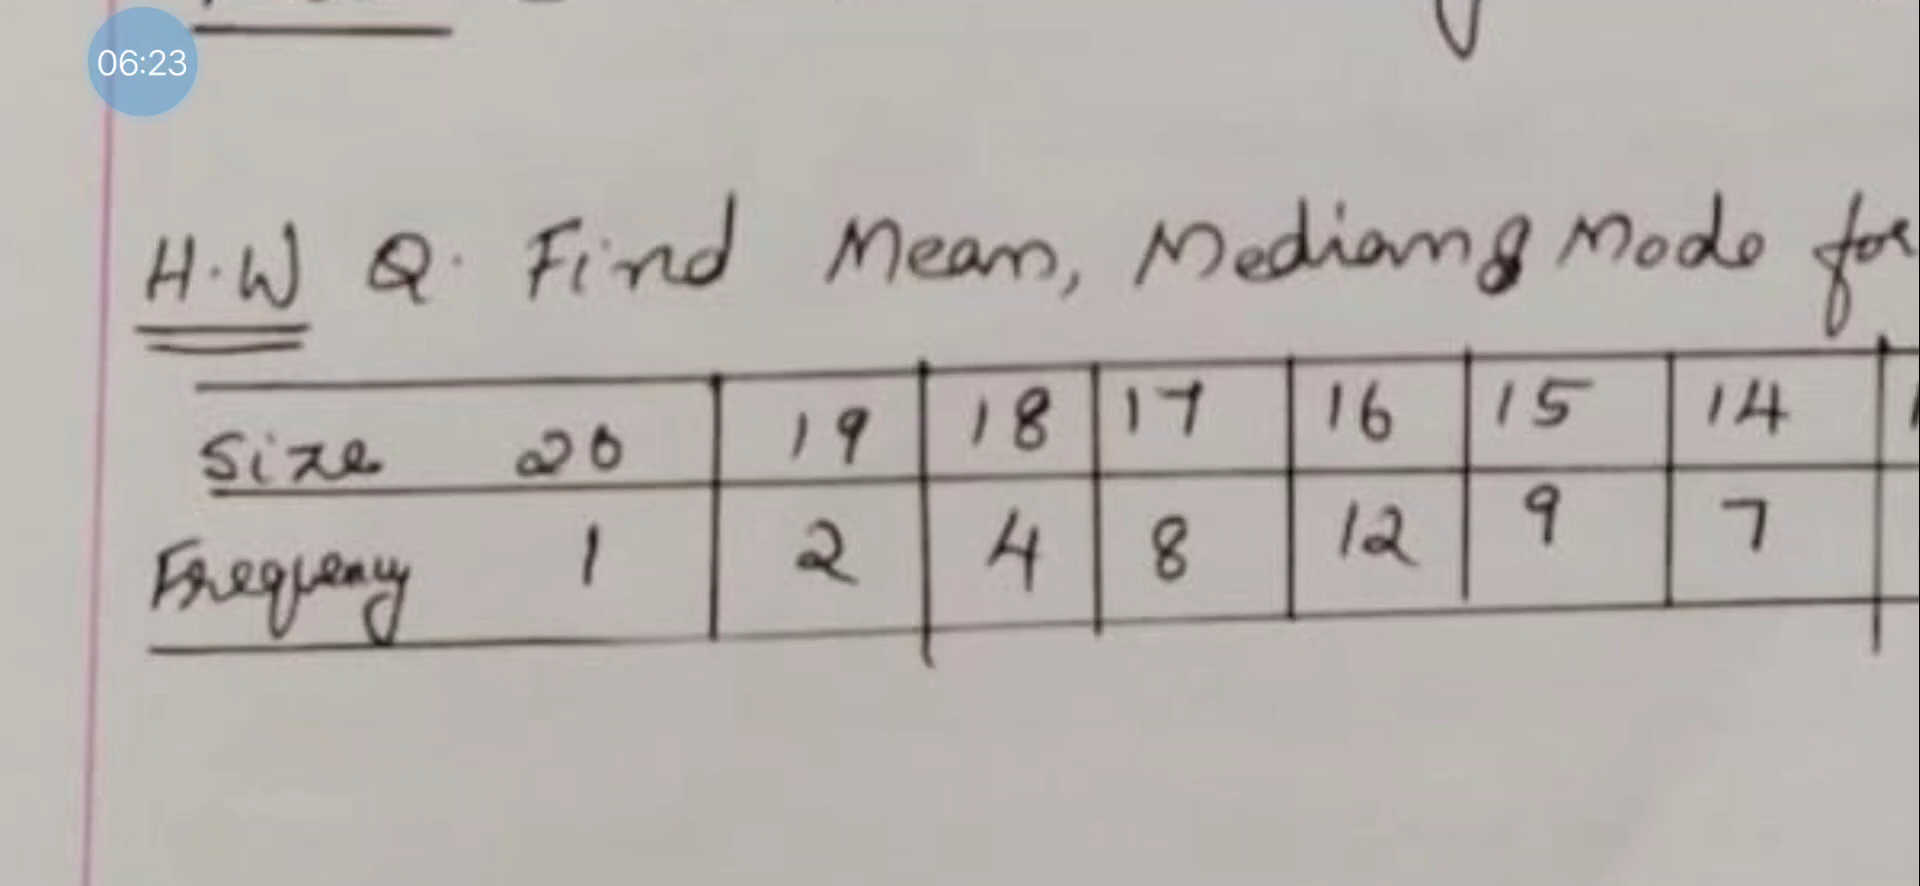 06:23
H.W Q. Find Mean, Median & Mode for
Size 20 19 18 17 16 15 14
Frequency 1 2 4 8 12 9 7